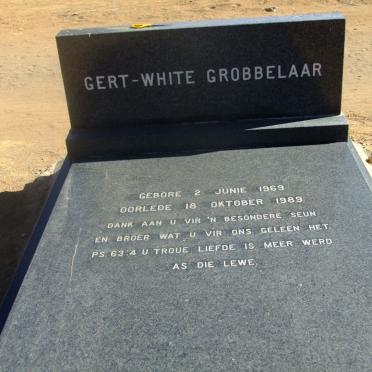 GERT-WHITE GROBBELAAR
GEBORE 2 JUNIE 1969
OORLEDE 18 OKTOBER 1989
DANK AAN U VIR 'N BESONDERE SEUN
EN BROER WAT U VIR ONS GELEEN HET.
PS 63:4 U TROUE LIEFDE IS MEER WERD
AS DIE LEWE.